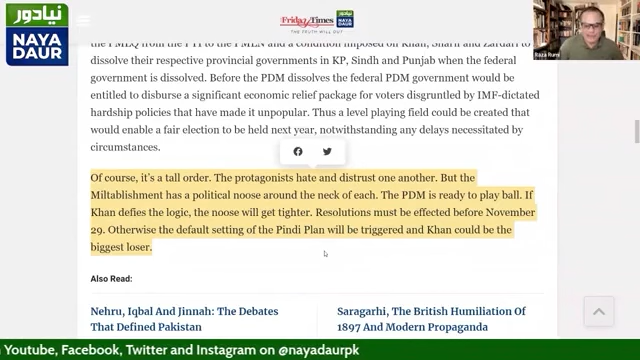 نیادور
NAYA
DAUR
Friday Times
NAYA DAUR
THE TRUTH WILL OUT
Raza Rumi
the PMLQ from the PTI to the PMLN and a condition imposed on Khan, Sharif and Zardari to
dissolve their respective provincial governments in KP, Sindh and Punjab when the federal
government is dissolved. Before the PDM dissolves the federal PDM government would be
entitled to disburse a significant economic relief package for voters disgruntled by IMF-dictated
hardship policies that have made it unpopular. Thus a level playing field could be created that
would enable a fair election to be held next year, notwithstanding any delays necessitated by
circumstances.
Of course, it's a tall order. The protagonists hate and distrust one another. But the
Miltablishment has a political noose around the neck of each. The PDM is ready to play ball. If
Khan defies the logic, the noose will get tighter. Resolutions must be effected before November
29. Otherwise the default setting of the Pindi Plan will be triggered and Khan could be the
biggest loser.
Also Read:
Nehru, Iqbal And Jinnah: The Debates
That Defined Pakistan
Saragarhi, The British Humiliation Of
1897 And Modern Propaganda
Youtube, Facebook, Twitter and Instagram on @nayadaurpk